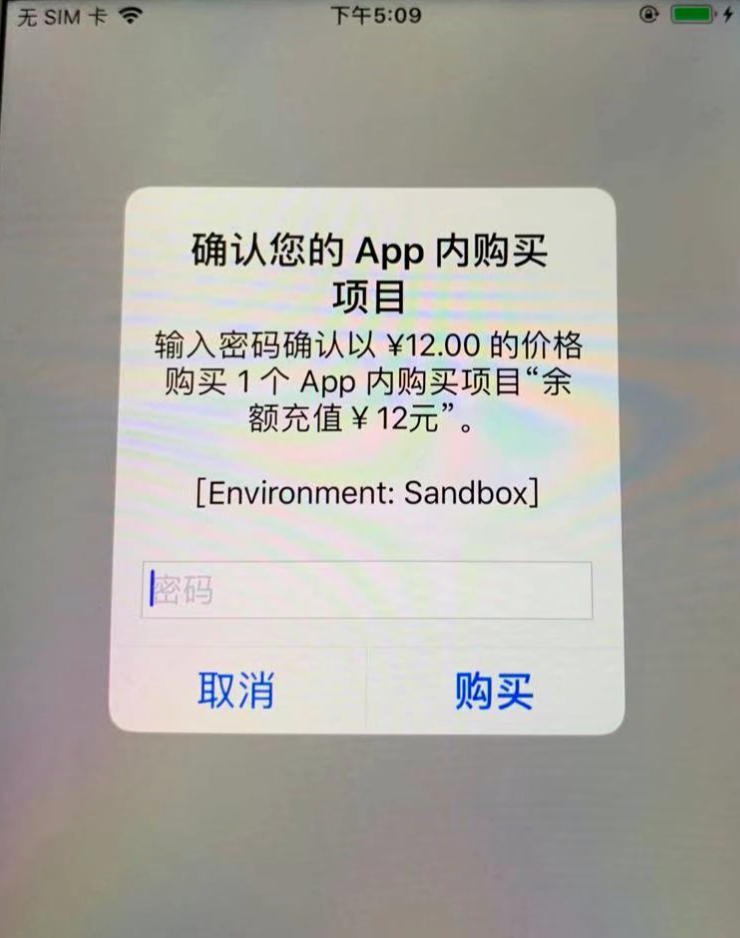 无 SIM 卡 下午5:09
确认您的 App 内购买
项目
输入密码确认以 ¥12.00 的价格
购买 1 个 App 内购买项目“余
额充值￥12元”。
[Environment: Sandbox]
密码
取消 购买